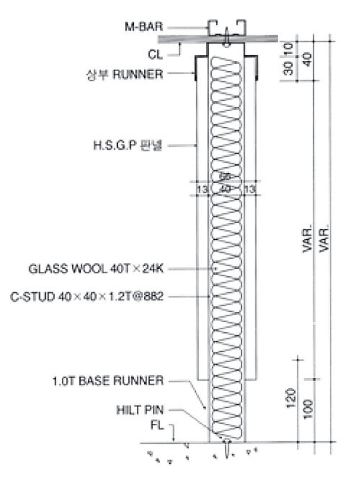 M-BAR
CL
상부 RUNNER
H.S.G.P 판넬
66
13 40 13
GLASS WOOL 40T×24K
C-STUD 40×40×1.2T@882
1.0T BASE RUNNER
HILT PIN
FL
10
30
40
VAR.
VAR.
120
100